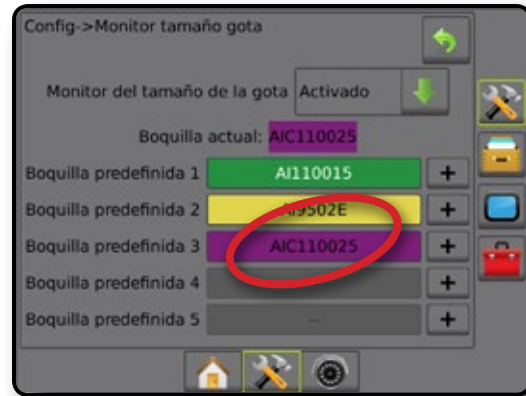 Config->Monitor tamaño gota
Monitor del tamaño de la gota Activado
Boquilla actual: AIC110025
Boquilla predefinida 1 AI110015 +
Boquilla predefinida 2 AI9502E +
Boquilla predefinida 3 AIC110025 +
Boquilla predefinida 4 -- +
Boquilla predefinida 5 -- +